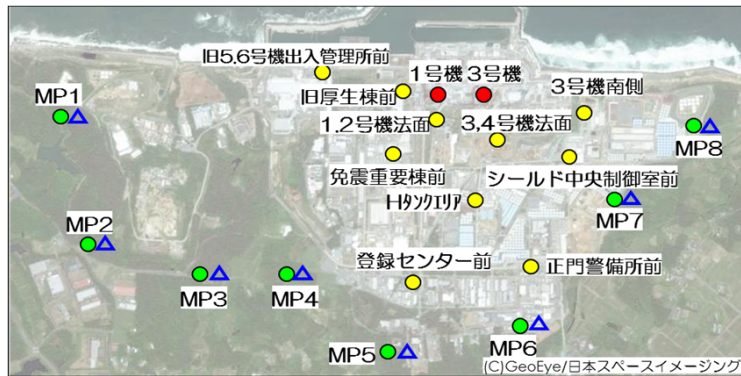 旧5.6号機出入管理所前
1号機
3号機
MP1
旧厚生棟前
3号機南側
1.2号機法面
3,4号機法面
MP8
免震重要棟前
シールド中央制御室前
Hタンクエリア
MP7
MP2
登録センター前
正門警備所前
MP3
MP4
MP6
MP5
(C)GeoEye/日本スペースイメージング